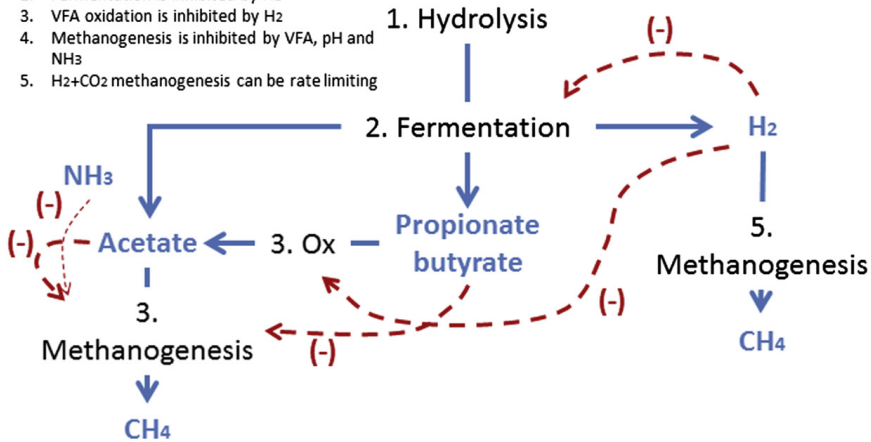 3. VFA oxidation is inhibited by H2
4. Methanogenesis is inhibited by VFA, pH and
NH3
5. H2+CO2 methanogenesis can be rate limiting
1. Hydrolysis
(-)
2. Fermentation
H2
NH3
(-)
(-)
Acetate
3. Ox
Propionate
butyrate
5.
Methanogenesis
(-)
3.
Methanogenesis
(-)
CH4
CH4